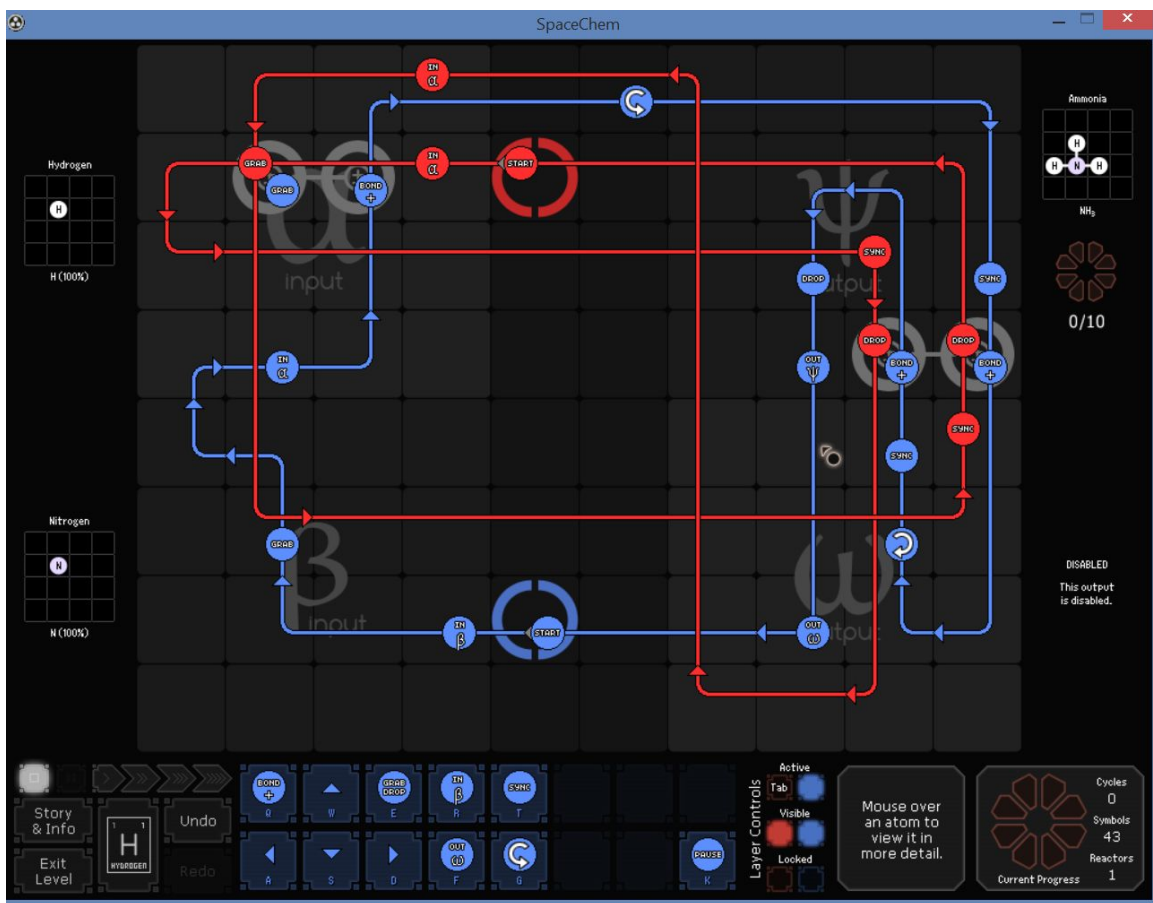 SpaceChem
IN
α
Ammonia
H
H N H
NH₃
Hydrogen
H
H (100%)
GRAB
IN
α
START
GRAB
BOND
+
α
input
ψ
output
SYNC
DROP
SYNC
0/10
IN
α
DROP
DROP
OUT
ψ
BOND
+
BOND
+
SYNC
SYNC
Nitrogen
N
N (100%)
GRAB
β
input
ω
output
DISABLED
This output
is disabled.
IN
β
START
OUT
ω
BOND
+
Q
W
GRAB
DROP
E
IN
β
R
SYNC
T
A
S
D
OUT
ω
F
G
PAUSE
K
Story
& Info
Exit
Level
1 1
H
HYDROGEN
Undo
Redo
Layer Controls
Active
Tab
Visible
Locked
Mouse over
an atom to
view it in
more detail.
Current Progress
Cycles
0
Symbols
43
Reactors
1